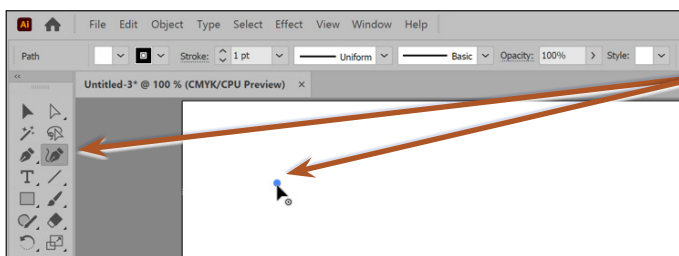 Ai File Edit Object Type Select Effect View Window Help
Path Stroke: 1 pt Uniform Basic Opacity: 100% Style:
Untitled-3* @ 100 % (CMYK/CPU Preview) ×
T